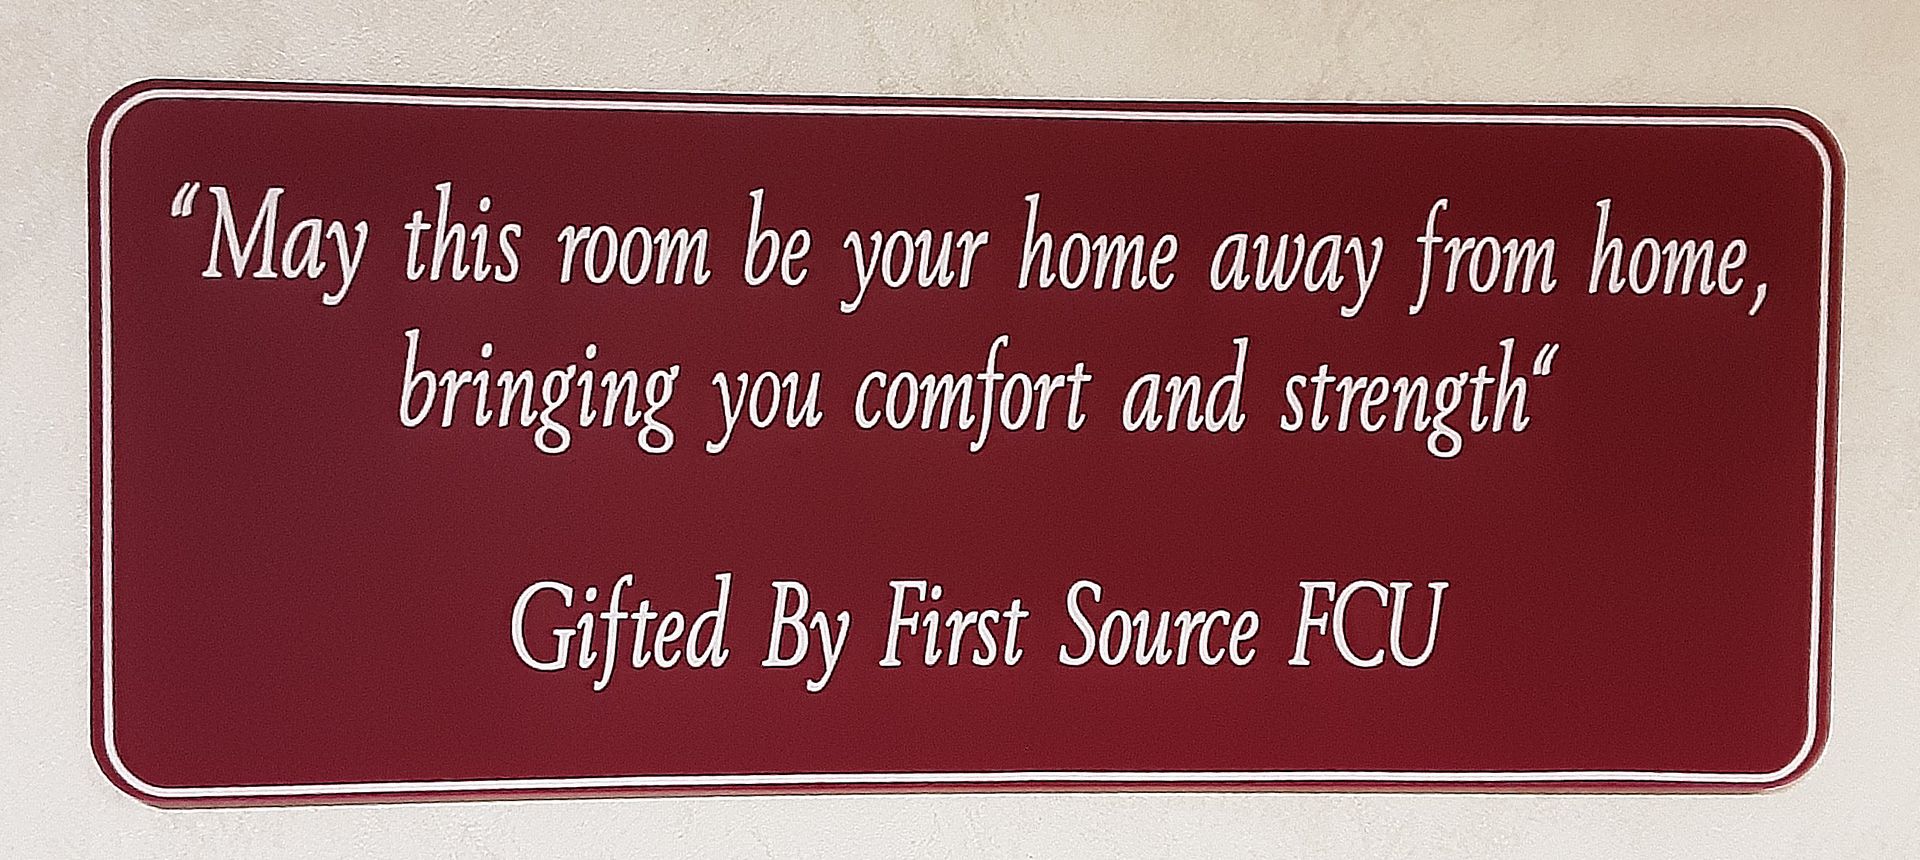 “May this room be your home away from home,
bringing you comfort and strength“
Gifted By First Source FCU